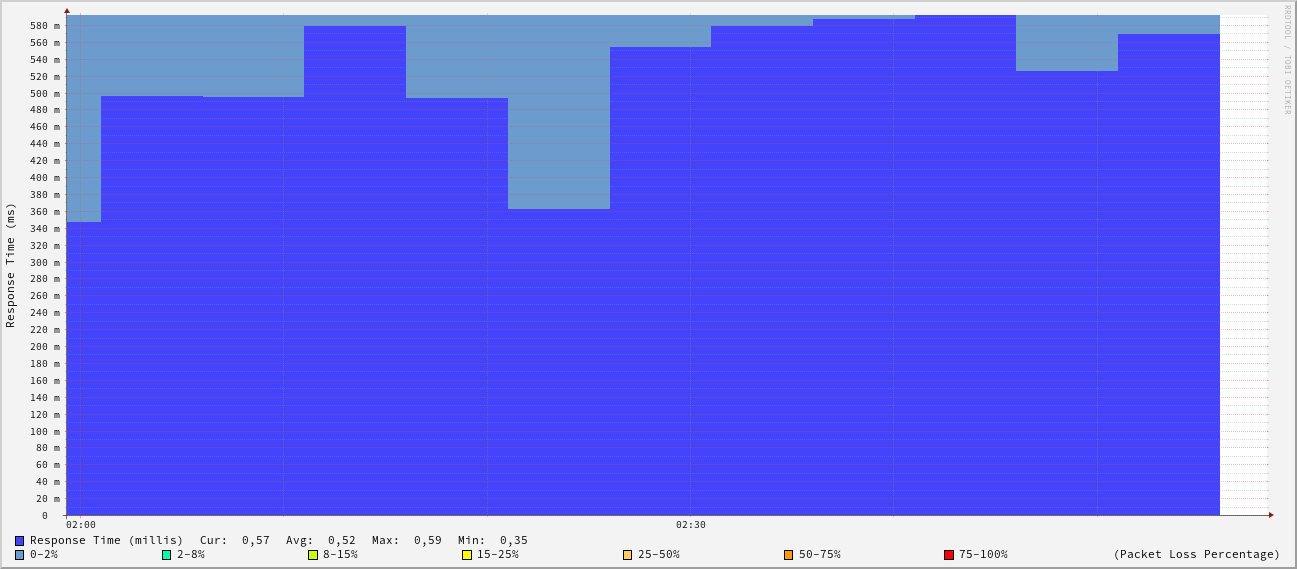 RRDTOOL / TOBI OETIKER
Response Time (ms)
580 m
560 m
540 m
520 m
500 m
480 m
460 m
440 m
420 m
400 m
380 m
360 m
340 m
320 m
300 m
280 m
260 m
240 m
220 m
200 m
180 m
160 m
140 m
120 m
100 m
80 m
60 m
40 m
20 m
0
02:00 02:30
Response Time (millis) Cur: 0,57 Avg: 0,52 Max: 0,59 Min: 0,35
0-2% 2-8% 8-15% 15-25% 25-50% 50-75% 75-100% (Packet Loss Percentage)